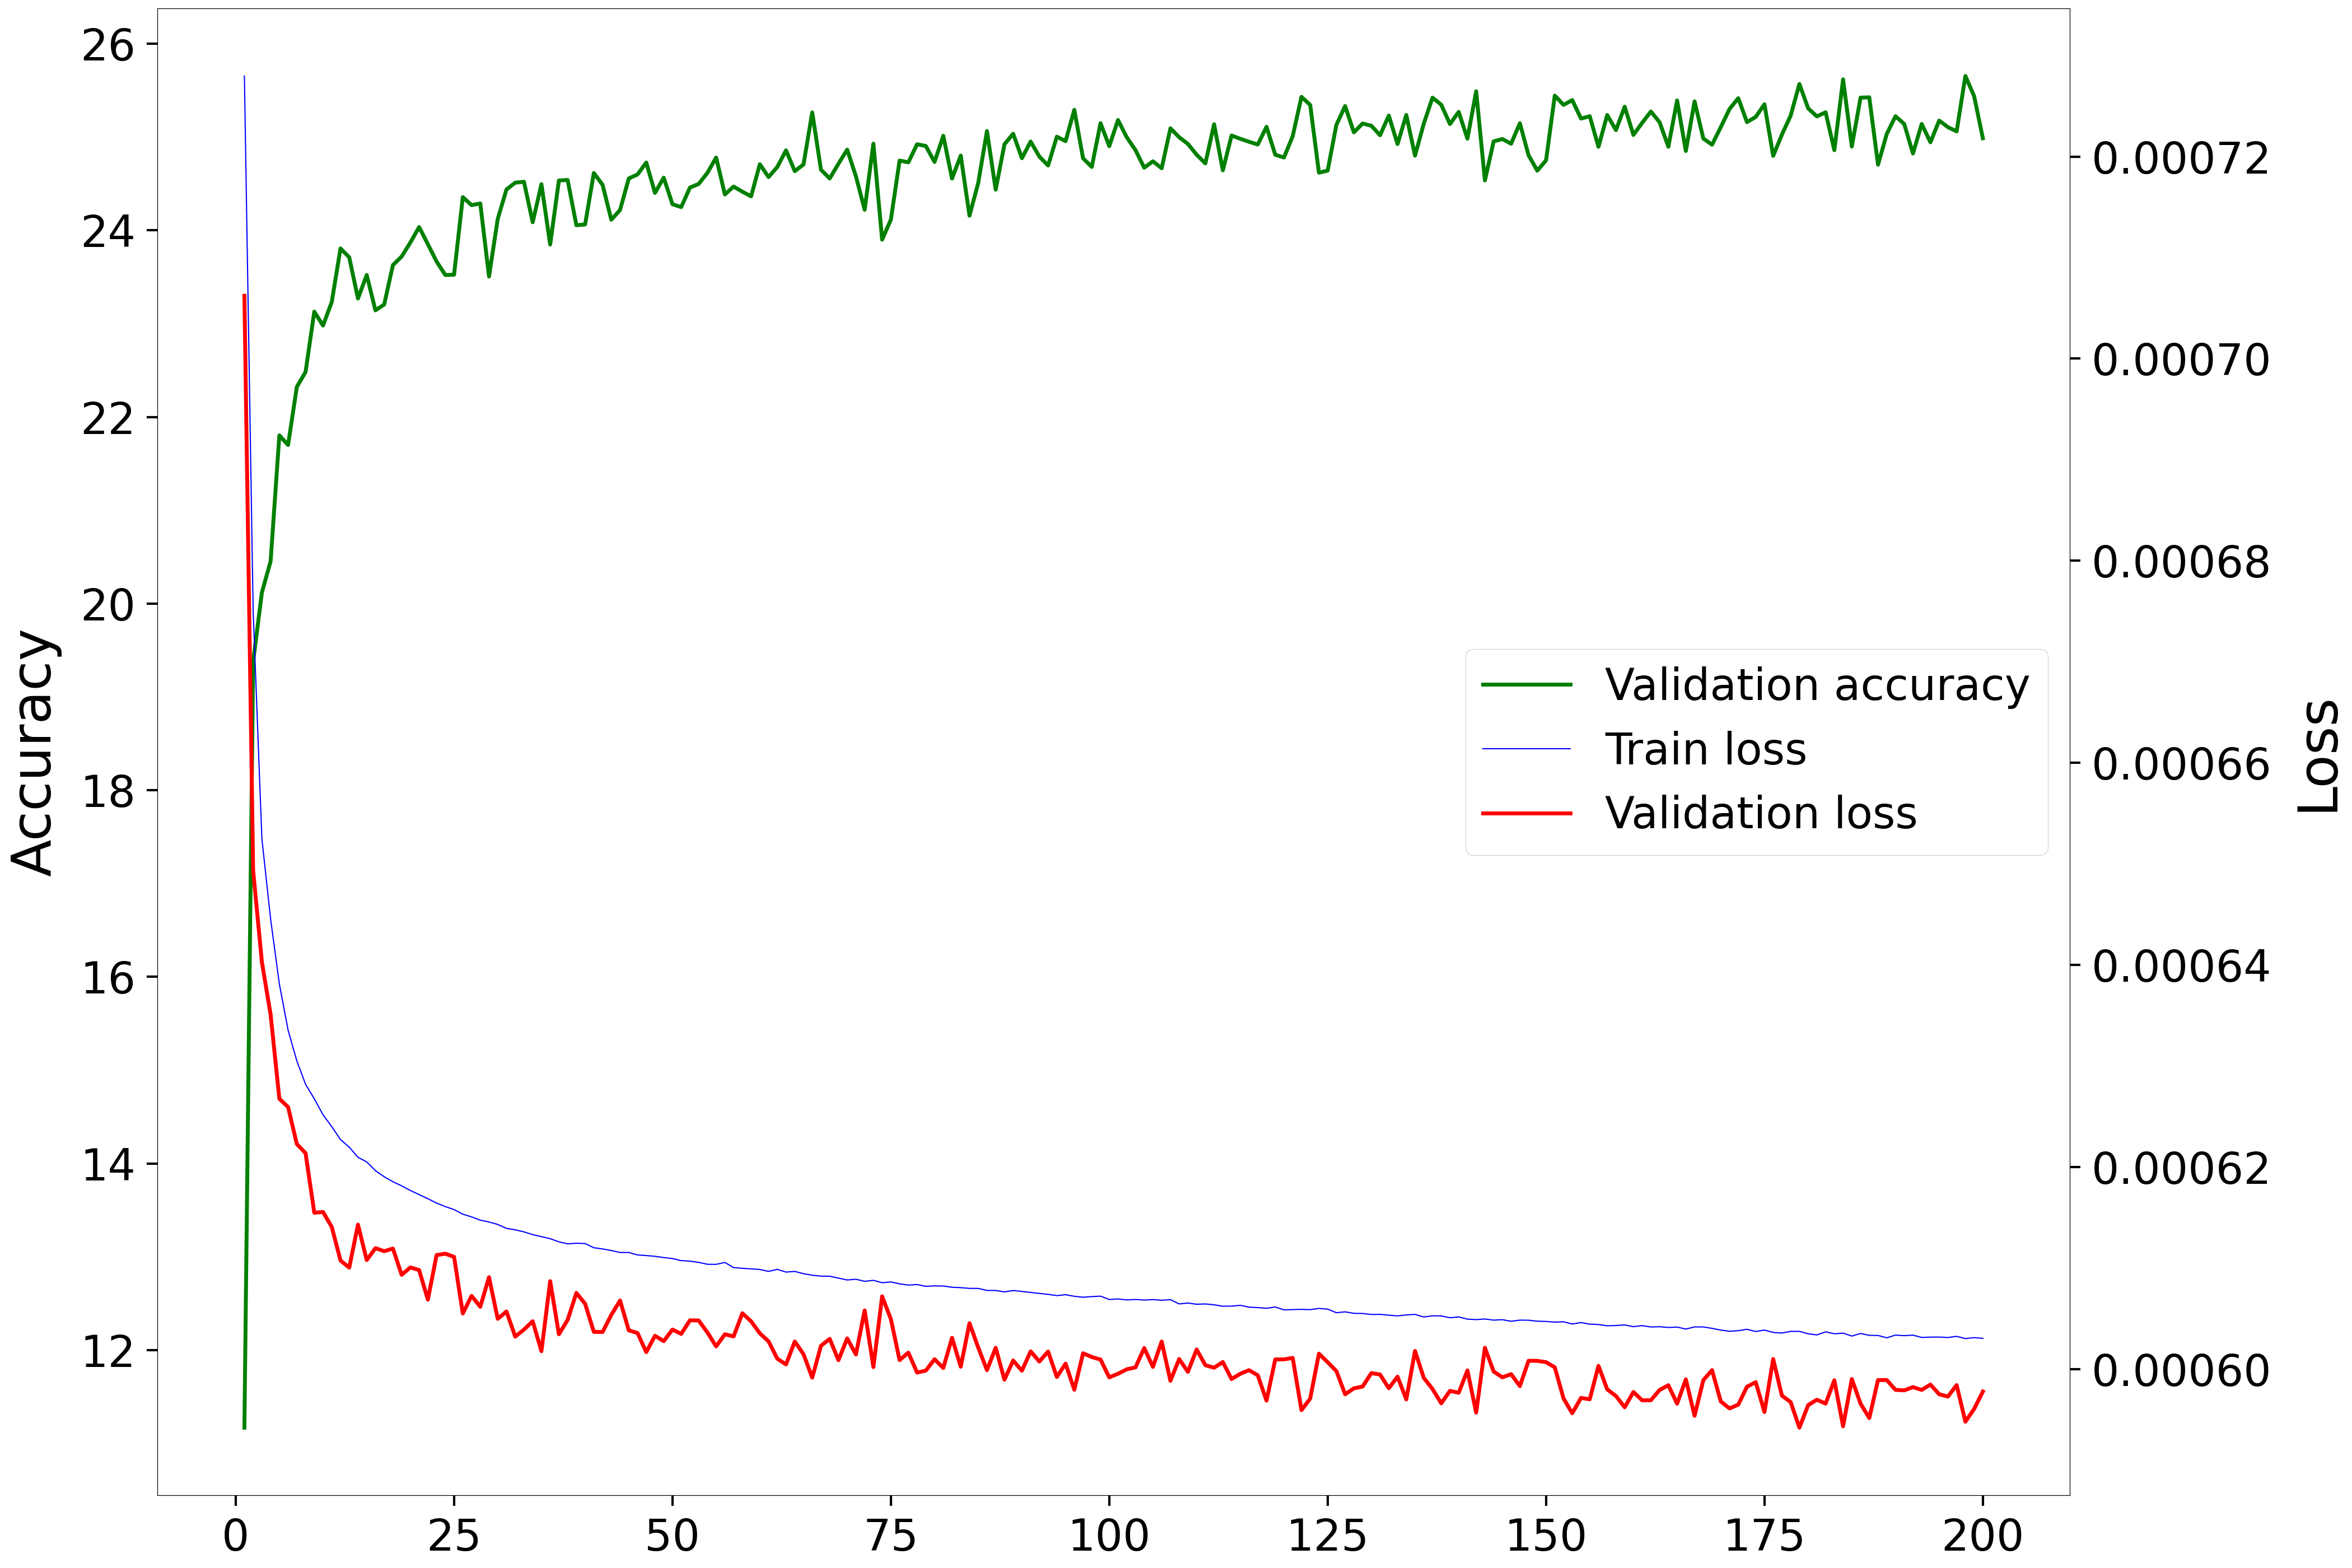 26
24
22
20
18
16
14
12
Accuracy
0.00072
0.00070
0.00068
0.00066
0.00064
0.00062
0.00060
Loss
Validation accuracy
Train loss
Validation loss
0 25 50 75 100 125 150 175 200